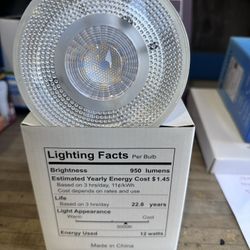 Lighting Facts Per Bulb
Brightness 950 lumens
Estimated Yearly Energy Cost $1.45
Based on 3 hrs/day, 11¢/kWh
Cost depends on rates and use
Life
Based on 3 hrs/day 22.8 years
Light Appearance
Warm Cool
3000K
Energy Used 12 watts
Made in China